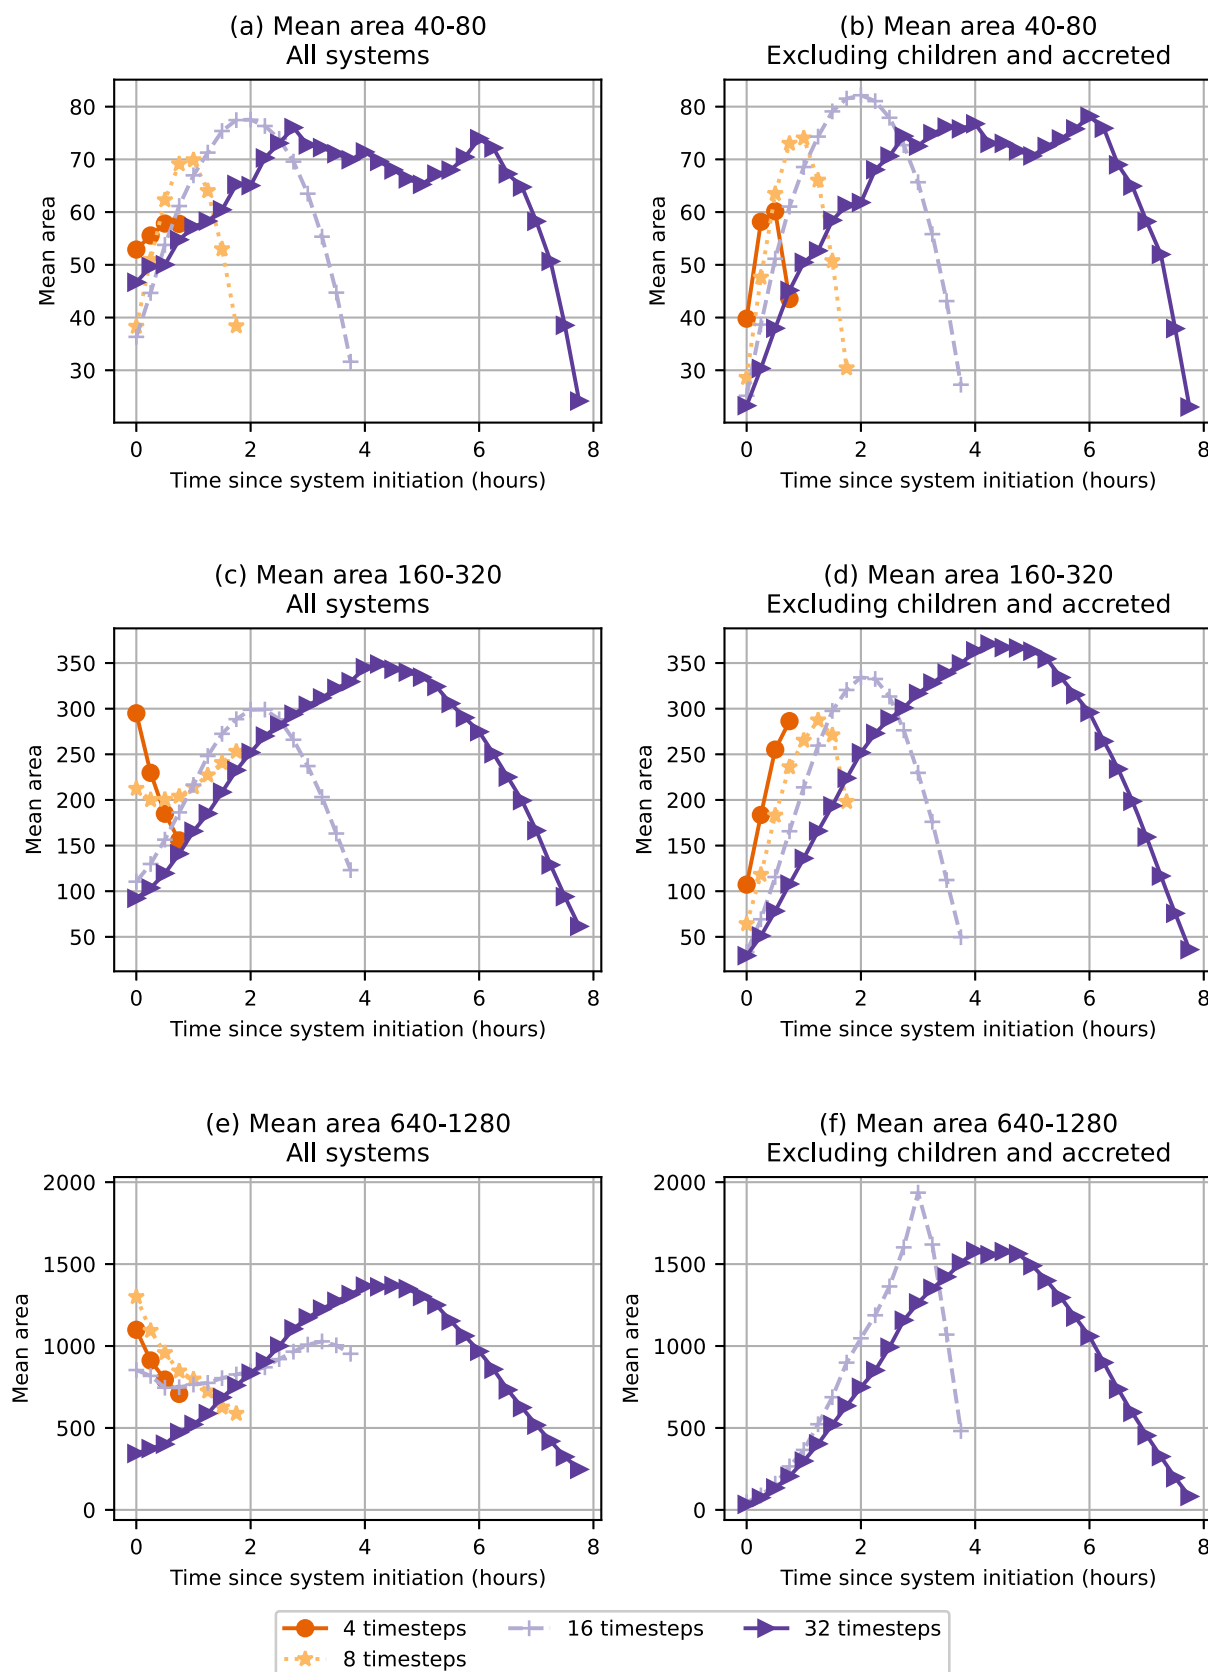 (a) Mean area 40-80
All systems
80
70
60
50
40
30
Mean area
0 2 4 6 8
Time since system initiation (hours)
(b) Mean area 40-80
Excluding children and accreted
80
70
60
50
40
30
Mean area
0 2 4 6 8
Time since system initiation (hours)
(c) Mean area 160-320
All systems
350
300
250
200
150
100
50
Mean area
0 2 4 6 8
Time since system initiation (hours)
(d) Mean area 160-320
Excluding children and accreted
350
300
250
200
150
100
50
Mean area
0 2 4 6 8
Time since system initiation (hours)
(e) Mean area 640-1280
All systems
2000
1500
1000
500
0
Mean area
0 2 4 6 8
Time since system initiation (hours)
(f) Mean area 640-1280
Excluding children and accreted
2000
1500
1000
500
0
Mean area
0 2 4 6 8
Time since system initiation (hours)
4 timesteps 16 timesteps 32 timesteps
8 timesteps